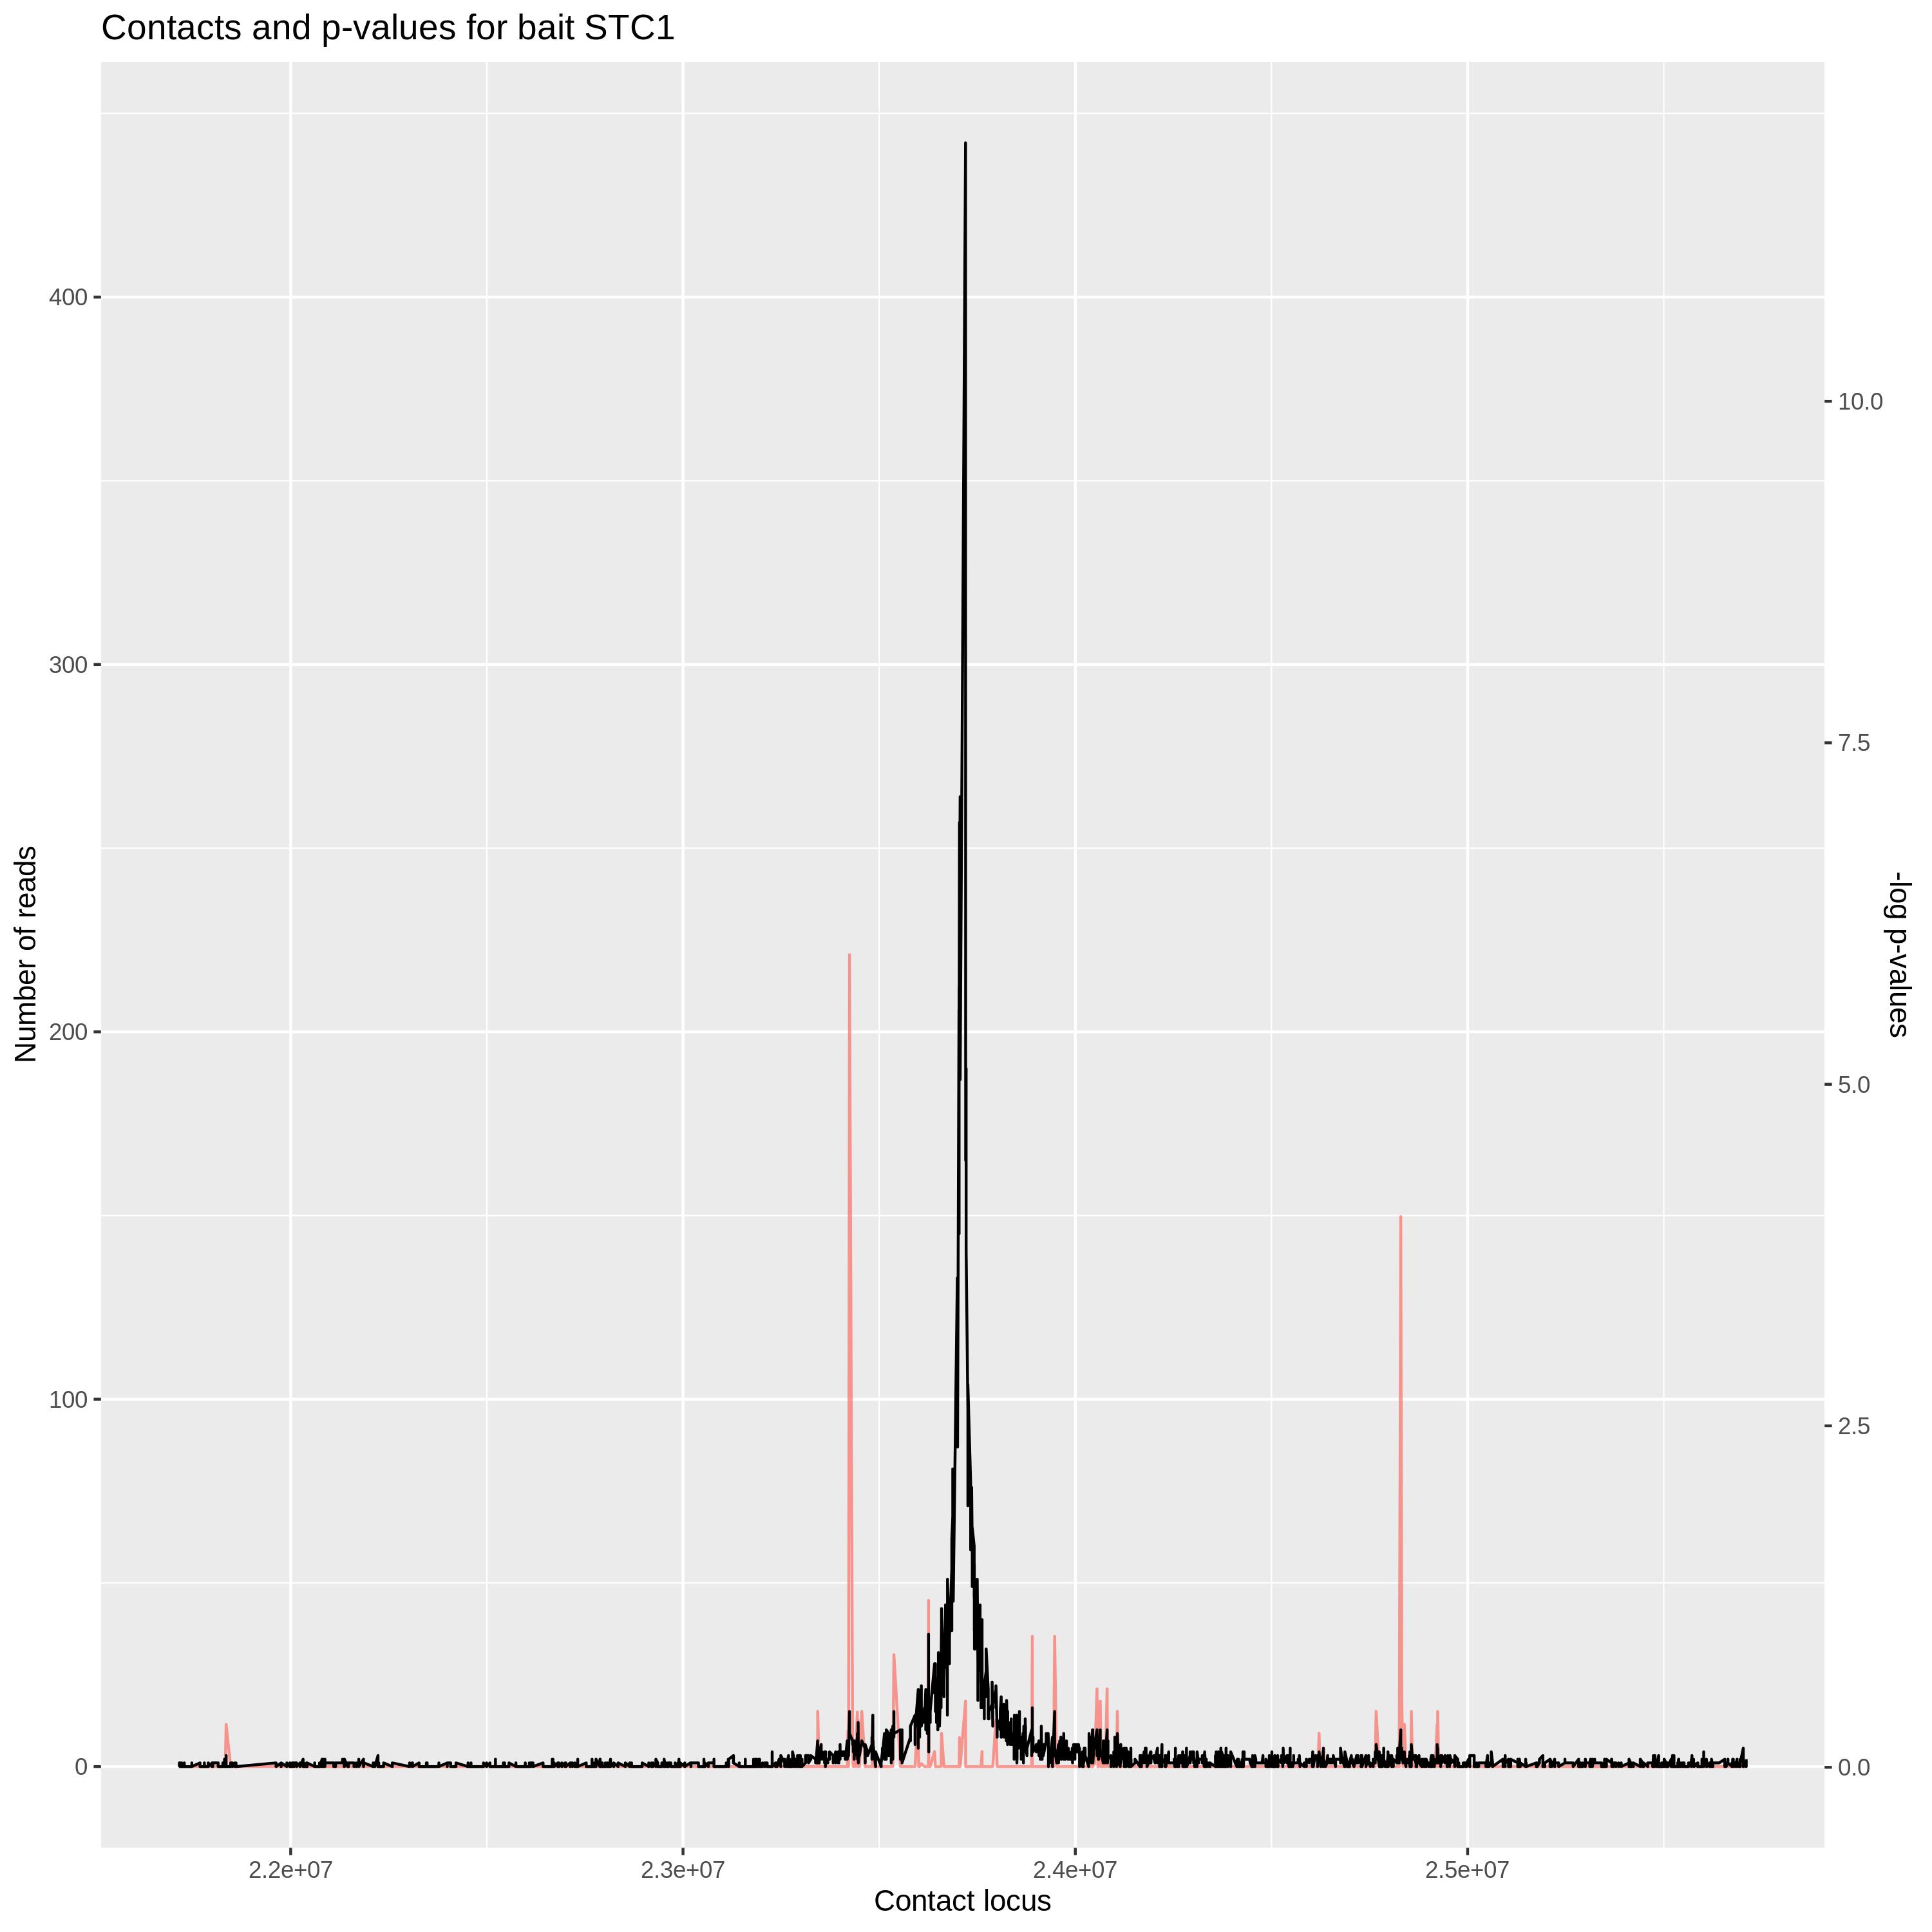 Contacts and p-values for bait STC1
Number of reads
400
300
200
100
0
10.0
7.5
5.0
2.5
0.0
-log p-values
2.2e+07 2.3e+07 2.4e+07 2.5e+07
Contact locus